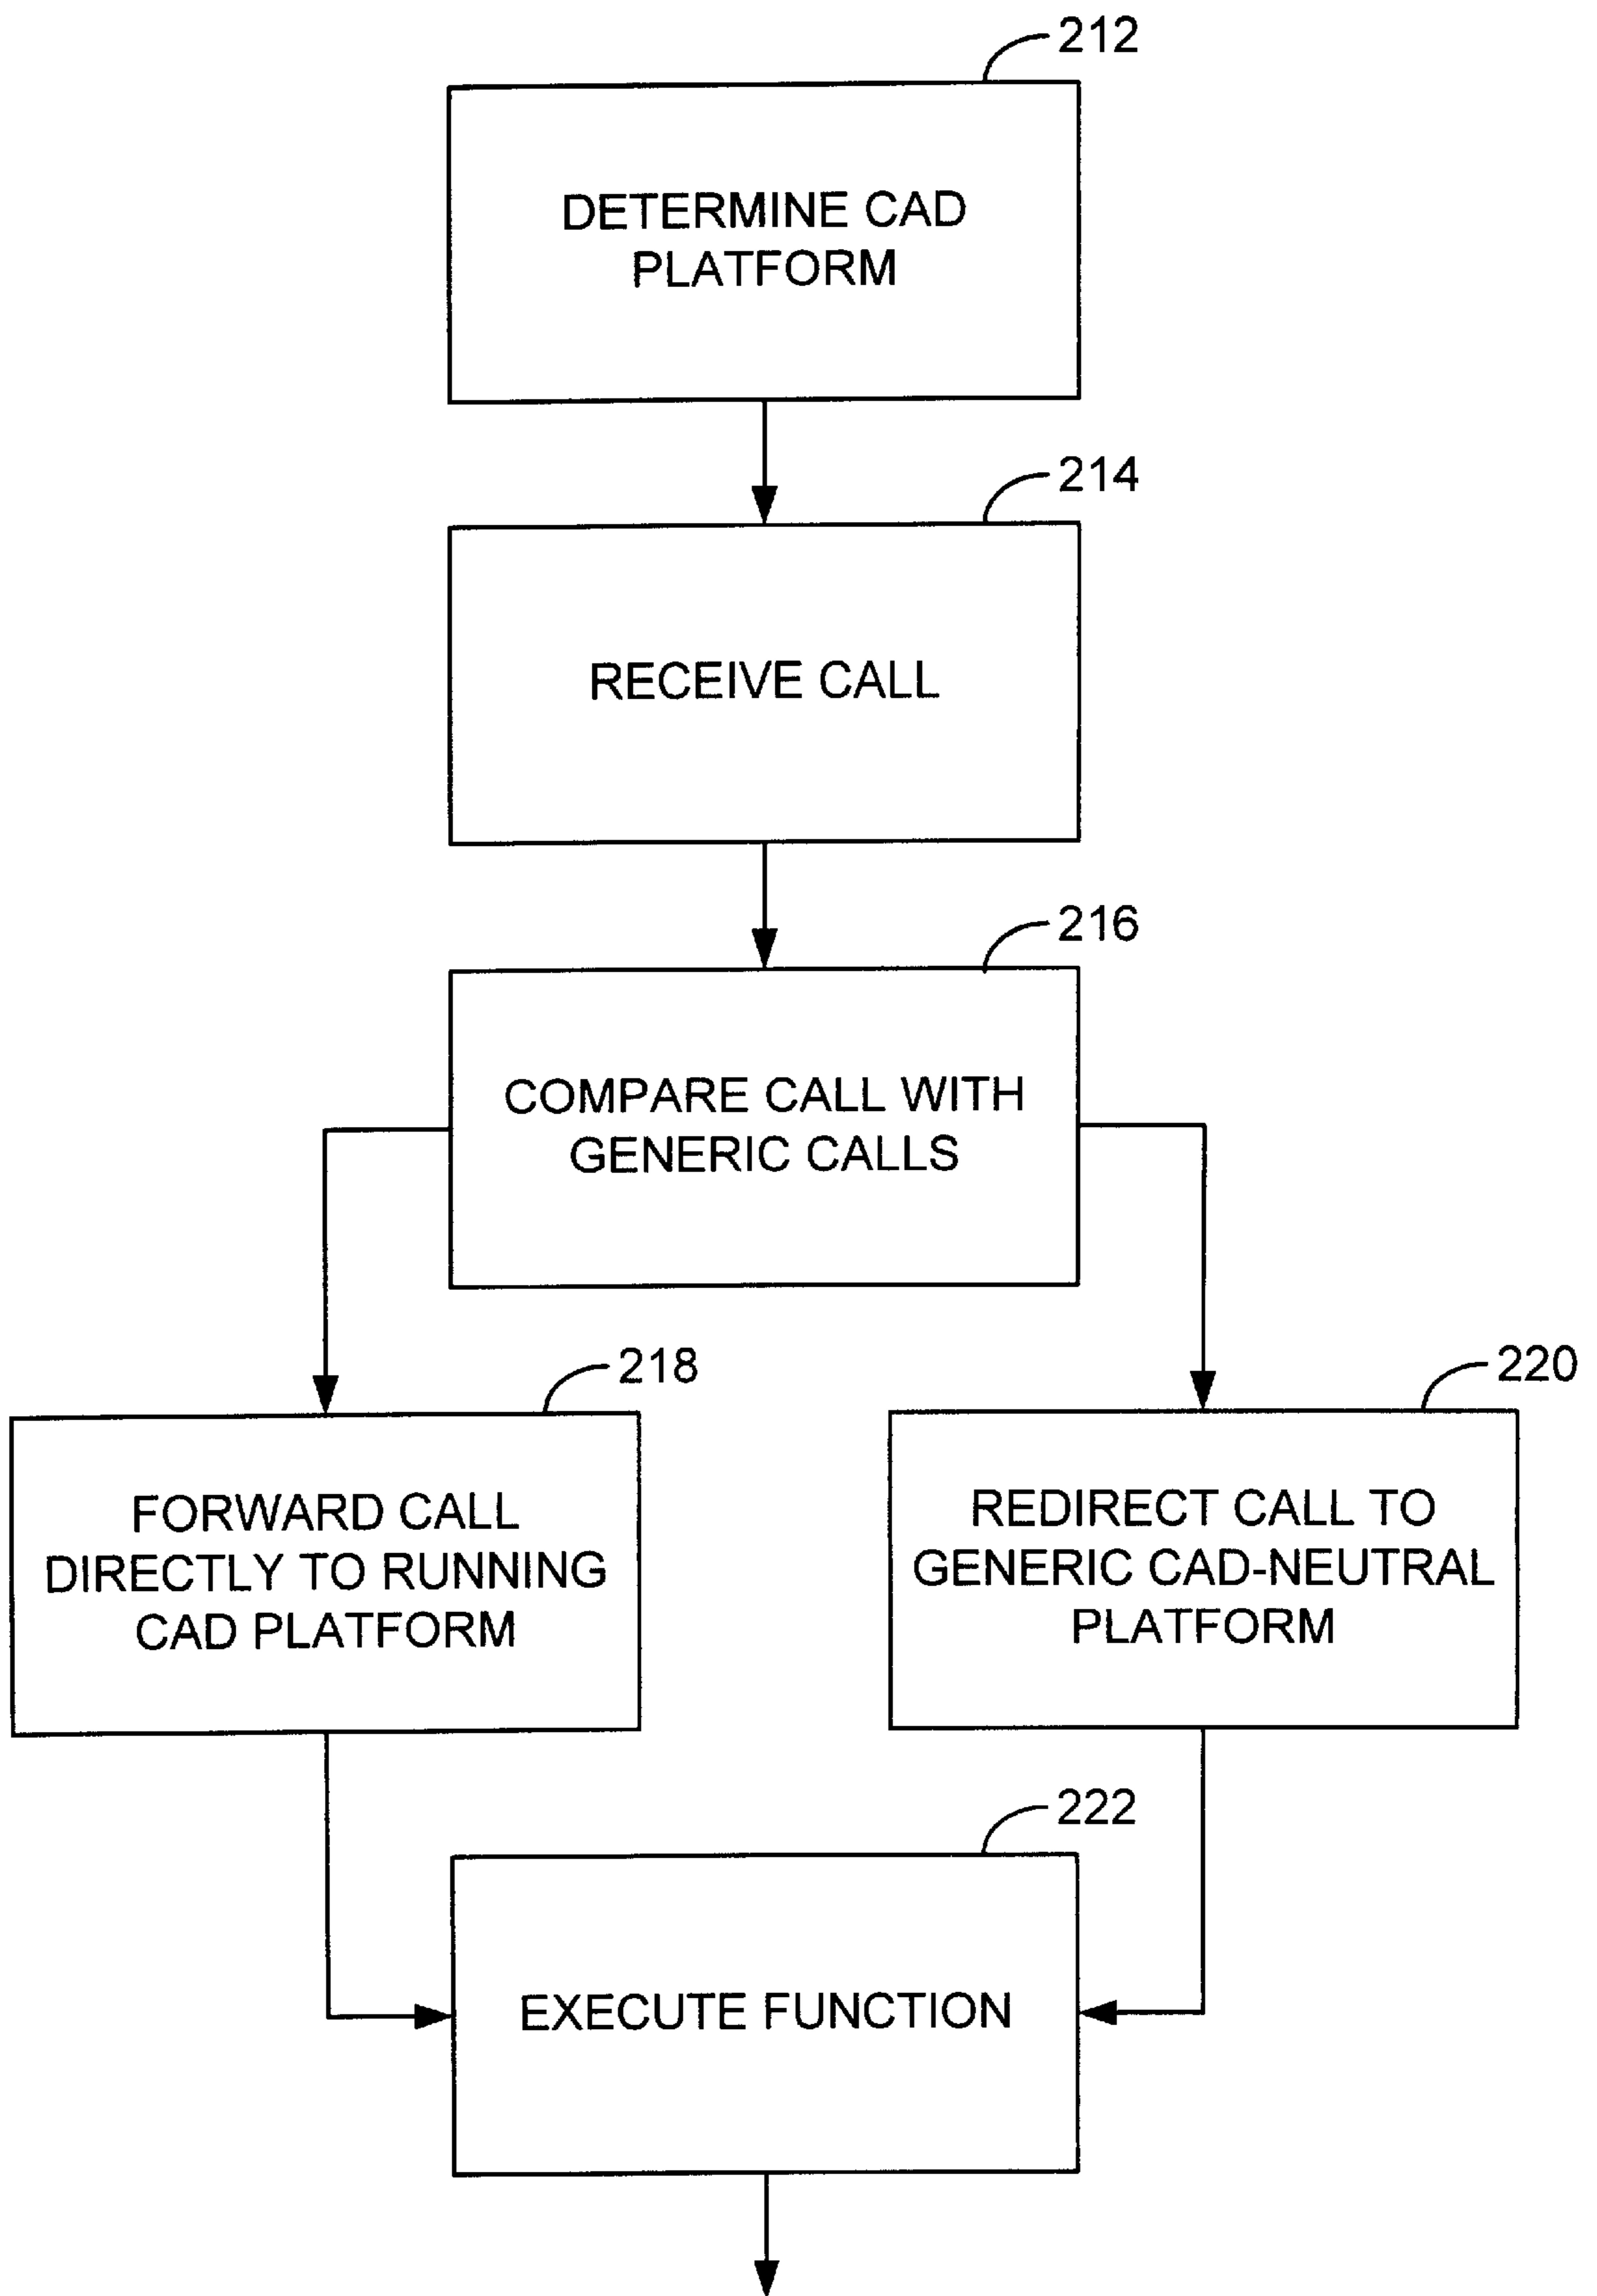 212
DETERMINE CAD
PLATFORM
214
RECEIVE CALL
216
COMPARE CALL WITH
GENERIC CALLS
218
FORWARD CALL
DIRECTLY TO RUNNING
CAD PLATFORM
220
REDIRECT CALL TO
GENERIC CAD-NEUTRAL
PLATFORM
222
EXECUTE FUNCTION